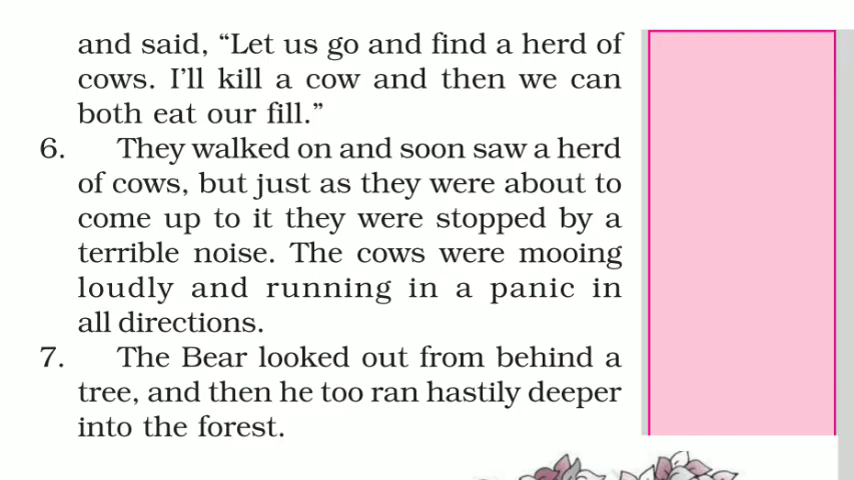 and said, “Let us go and find a herd of
cows. I’ll kill a cow and then we can
both eat our fill.”
6. They walked on and soon saw a herd
of cows, but just as they were about to
come up to it they were stopped by a
terrible noise. The cows were mooing
loudly and running in a panic in
all directions.
7. The Bear looked out from behind a
tree, and then he too ran hastily deeper
into the forest.